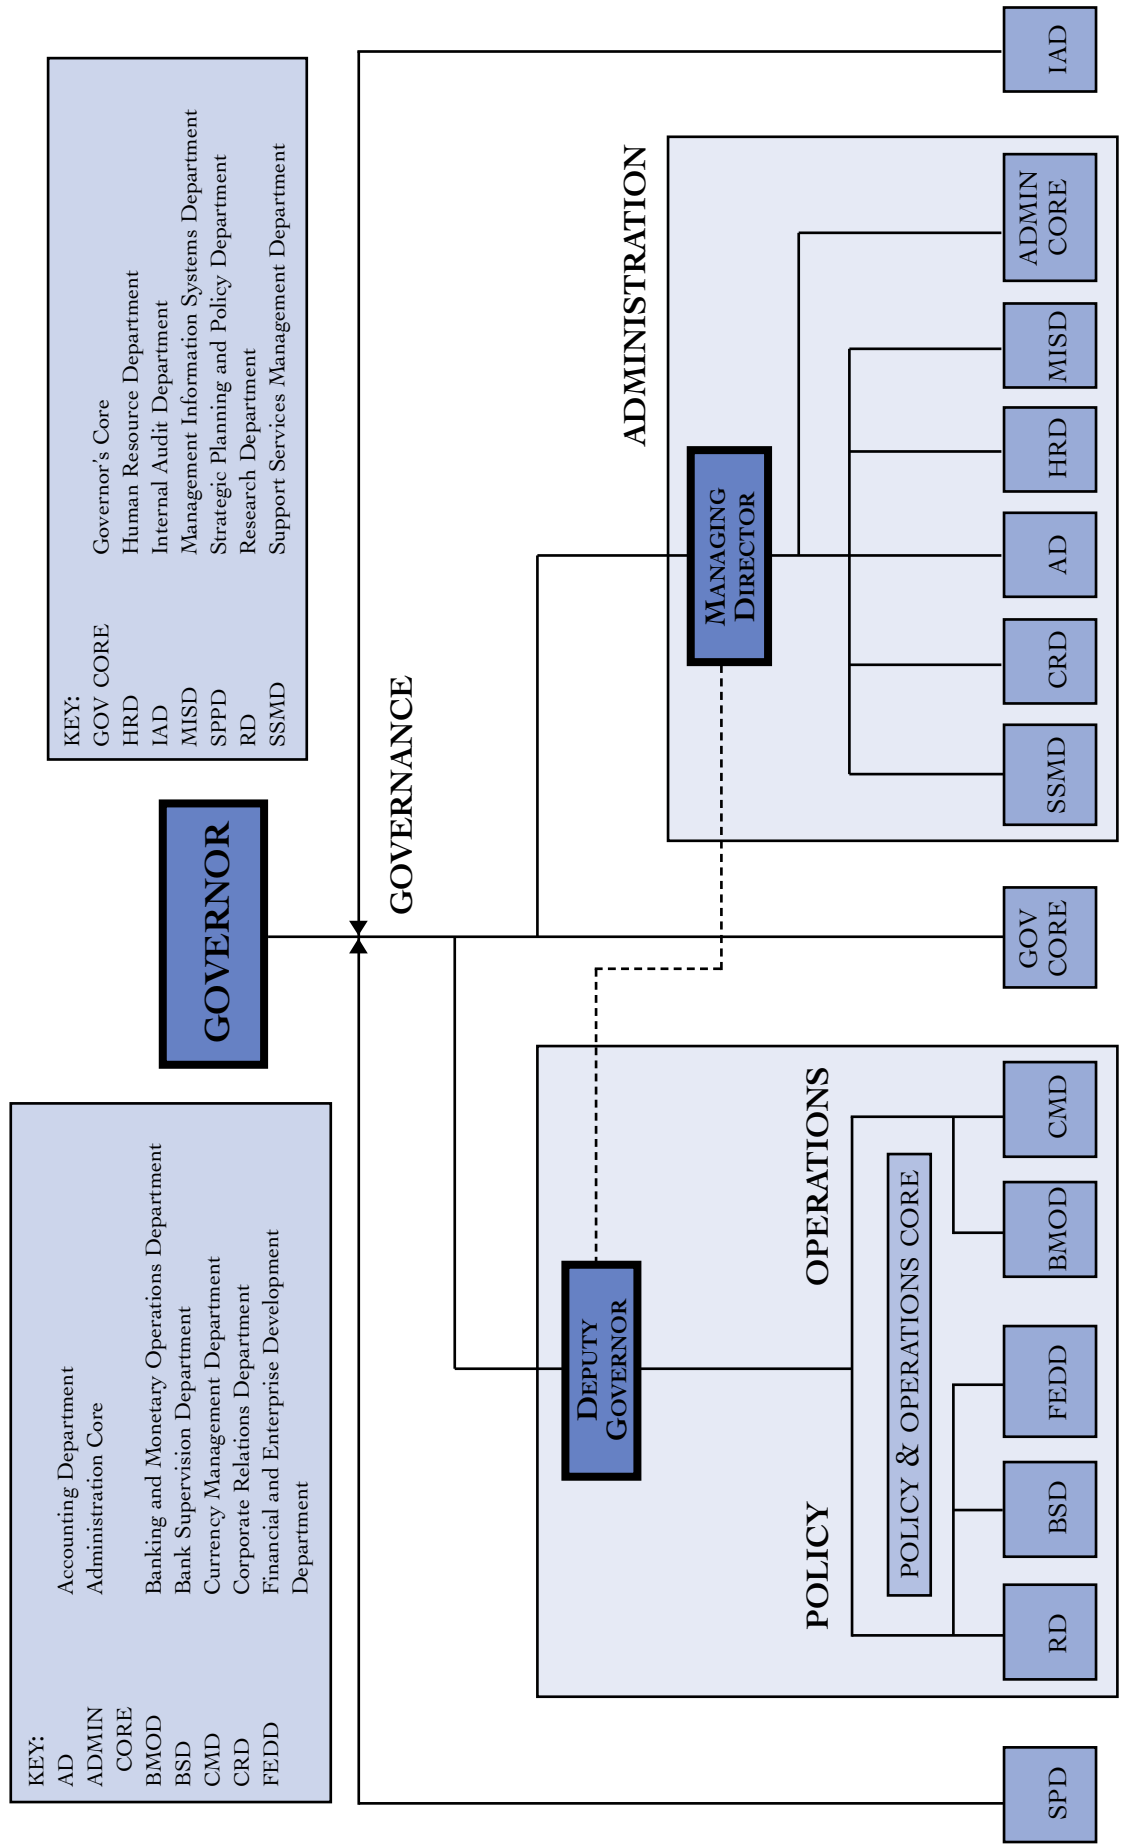 KEY:
AD Accounting Department
ADMIN Administration Core
CORE
BMOD Banking and Monetary Operations Department
BSD Bank Supervision Department
CMD Currency Management Department
CRD Corporate Relations Department
FEDD Financial and Enterprise Development
Department
GOVERNOR
KEY:
GOV CORE Governor's Core
HRD Human Resource Department
IAD Internal Audit Department
MISD Management Information Systems Department
SPPD Strategic Planning and Policy Department
RD Research Department
SSMD Support Services Management Department
GOVERNANCE
DEPUTY
GOVERNOR
ADMINISTRATION
MANAGING
DIRECTOR
POLICY
OPERATIONS
POLICY & OPERATIONS CORE
SPD
RD
BSD
FEDD
BMOD
CMD
GOV
CORE
SSMD
CRD
AD
HRD
MISD
ADMIN
CORE
IAD